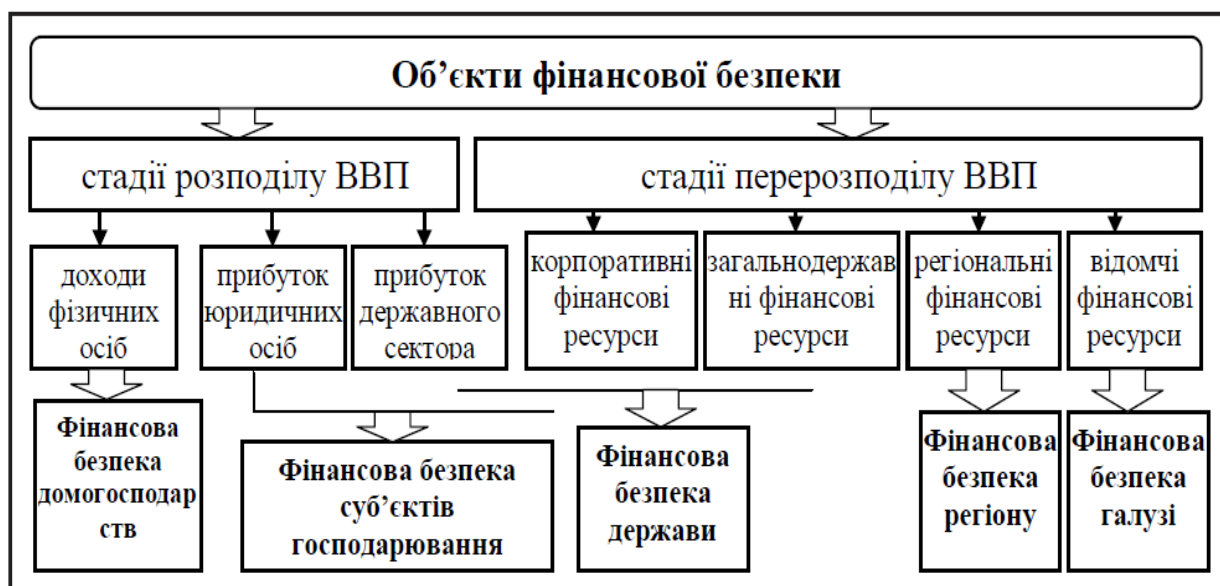 Об’єкти фінансової безпеки
стадії розподілу ВВП
стадії перерозподілу ВВП
доходи
фізичних
осіб
прибуток
юридичних
осіб
прибуток
державного
сектора
корпоративні
фінансові
ресурси
загальнодержав
ні фінансові
ресурси
регіональні
фінансові
ресурси
відомчі
фінансові
ресурси
Фінансова
безпека
домогосподар
ств
Фінансова безпека
суб’єктів
господарювання
Фінансова
безпека
держави
Фінансова
безпека
регіону
Фінансова
безпека
галузі